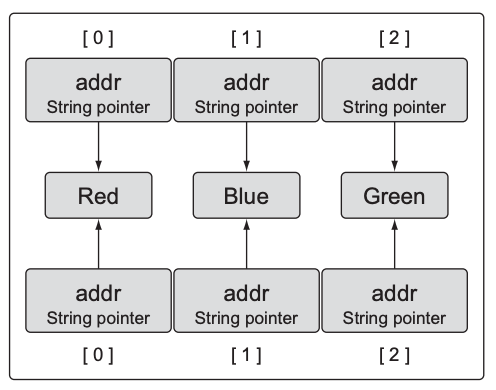 [ 0 ] [ 1 ] [ 2 ]
addr addr addr
String pointer String pointer String pointer
Red Blue Green
addr addr addr
String pointer String pointer String pointer
[ 0 ] [ 1 ] [ 2 ]